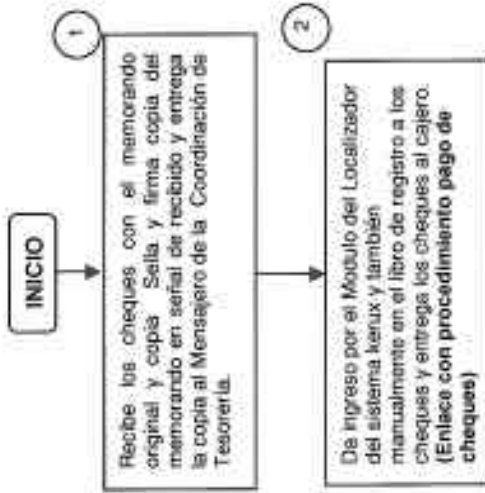 INICIO
1
Recibe los cheques con el memorando
original y copia Sella y firma copia del
memorando en señal de recibido y entrega
la copia al Mensajero de la Coordinación de
Tesorería.
2
Da ingreso por el Modulo del Localizador
del sistema kerux y también
manualmente en el libro de registro a los
cheques y entrega los cheques al cajero.
(Enlace con procedimiento pago de
cheques)